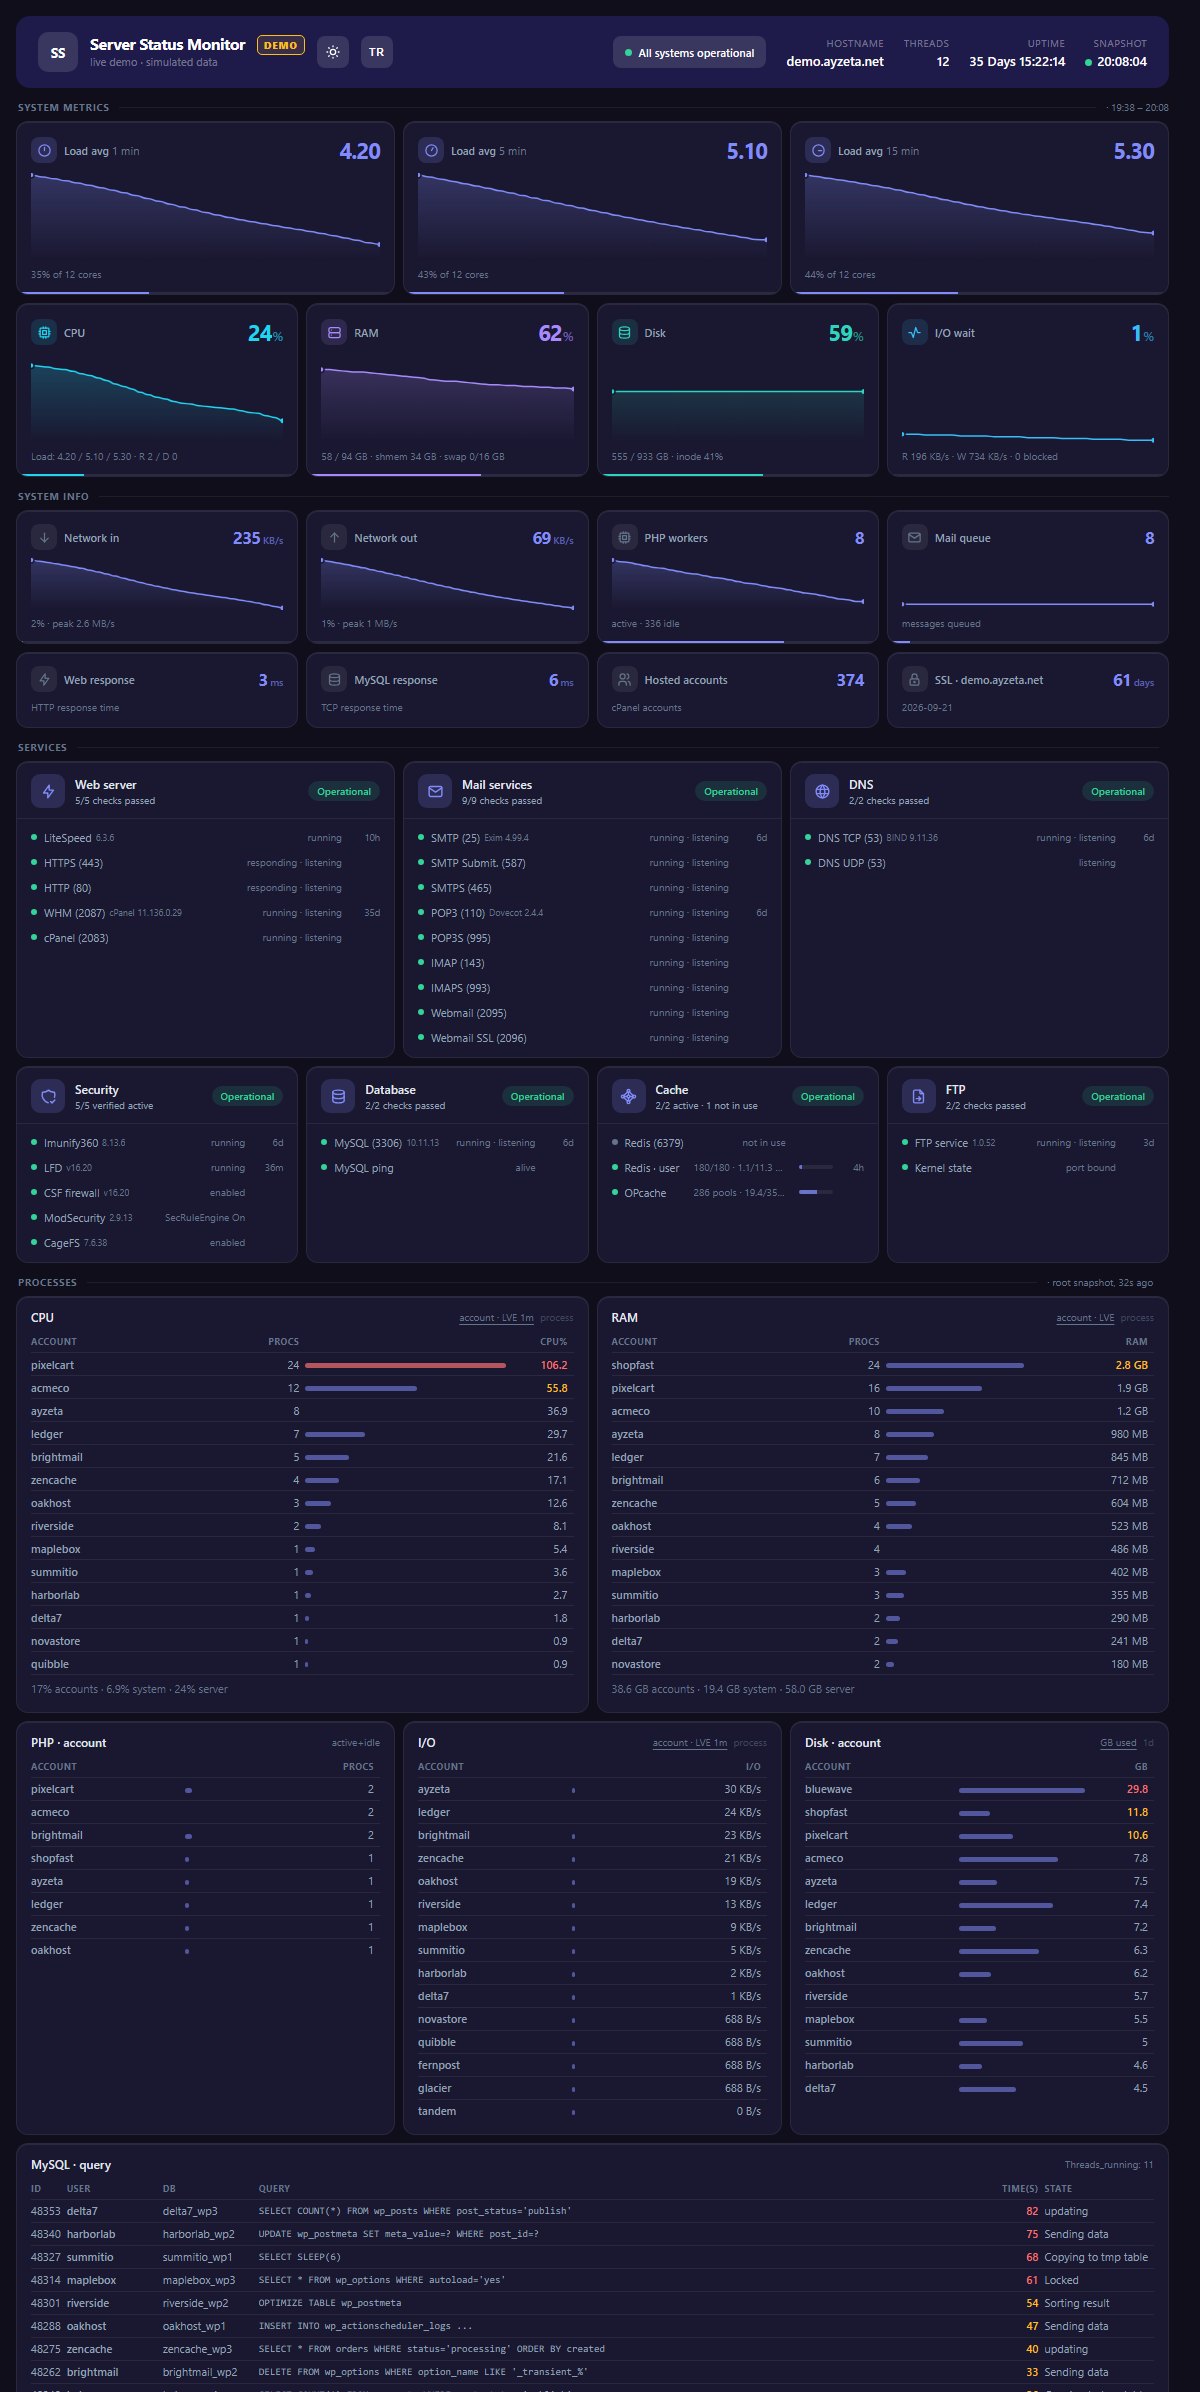 SS Server Status Monitor DEMO TR
live demo · simulated data
All systems operational
HOSTNAME THREADS UPTIME SNAPSHOT
demo.ayzeta.net 12 35 Days 15:22:14 20:08:04
SYSTEM METRICS · 19:38 – 20:08
Load avg 1 min 4.20
35% of 12 cores
Load avg 5 min 5.10
43% of 12 cores
Load avg 15 min 5.30
44% of 12 cores
CPU 24%
Load: 4.20 / 5.10 / 5.30 · R 2 / D 0
RAM 62%
58 / 94 GB · shmem 34 GB · swap 0/16 GB
Disk 59%
555 / 933 GB · inode 41%
I/O wait 1%
R 196 KB/s · W 734 KB/s · 0 blocked
SYSTEM INFO
Network in 235 KB/s
2% · peak 2.6 MB/s
Network out 69 KB/s
1% · peak 1 MB/s
PHP workers 8
active · 336 idle
Mail queue 8
messages queued
Web response 3 ms
HTTP response time
MySQL response 6 ms
TCP response time
Hosted accounts 374
cPanel accounts
SSL · demo.ayzeta.net 61 days
2026-09-21
SERVICES
Web server Operational
5/5 checks passed
LiteSpeed 6.3.6 running 10h
HTTPS (443) responding · listening
HTTP (80) responding · listening
WHM (2087) cPanel 11.136.0.29 running · listening 35d
cPanel (2083) running · listening
Mail services Operational
9/9 checks passed
SMTP (25) Exim 4.99.4 running · listening 6d
SMTP Submit. (587) running · listening
SMTPS (465) running · listening
POP3 (110) Dovecot 2.4.4 running · listening 6d
POP3S (995) running · listening
IMAP (143) running · listening
IMAPS (993) running · listening
Webmail (2095) running · listening
Webmail SSL (2096) running · listening
DNS Operational
2/2 checks passed
DNS TCP (53) BIND 9.11.36 running · listening 6d
DNS UDP (53) listening
Security Operational
5/5 verified active
Imunify360 8.13.6 running 6d
LFD v16.20 running 36m
CSF firewall v16.20 enabled
ModSecurity 2.9.13 SecRuleEngine On
CageFS 7.6.38 enabled
Database Operational
2/2 checks passed
MySQL (3306) 10.11.13 running · listening 6d
MySQL ping alive
Cache Operational
2/2 active · 1 not in use
Redis (6379) not in use
Redis · user 180/180 · 1.1/11.3 ... 4h
OPcache 286 pools · 19.4/35...
FTP Operational
2/2 checks passed
FTP service 1.0.52 running · listening 3d
Kernel state port bound
PROCESSES · root snapshot, 32s ago
CPU account · LVE 1m process
ACCOUNT PROCS CPU%
pixelcart 24 106.2
acmeco 12 55.8
ayzeta 8 36.9
ledger 7 29.7
brightmail 5 21.6
zencache 4 17.1
oakhost 3 12.6
riverside 2 8.1
maplebox 1 5.4
summitio 1 3.6
harborlab 1 2.7
delta7 1 1.8
novastore 1 0.9
quibble 1 0.9
17% accounts · 6.9% system · 24% server
RAM account · LVE process
ACCOUNT PROCS RAM
shopfast 24 2.8 GB
pixelcart 16 1.9 GB
acmeco 10 1.2 GB
ayzeta 8 980 MB
ledger 7 845 MB
brightmail 6 712 MB
zencache 5 604 MB
oakhost 4 523 MB
riverside 4 486 MB
maplebox 3 402 MB
summitio 3 355 MB
harborlab 2 290 MB
delta7 2 241 MB
novastore 2 180 MB
38.6 GB accounts · 19.4 GB system · 58.0 GB server
PHP · account active+idle
ACCOUNT PROCS
pixelcart 2
acmeco 2
brightmail 2
shopfast 1
ayzeta 1
ledger 1
zencache 1
oakhost 1
I/O account · LVE 1m process
ACCOUNT I/O
ayzeta 30 KB/s
ledger 24 KB/s
brightmail 23 KB/s
zencache 21 KB/s
oakhost 19 KB/s
riverside 13 KB/s
maplebox 9 KB/s
summitio 5 KB/s
harborlab 2 KB/s
delta7 1 KB/s
novastore 688 B/s
quibble 688 B/s
fernpost 688 B/s
glacier 688 B/s
tandem 0 B/s
Disk · account GB used 1d
ACCOUNT GB
bluewave 29.8
shopfast 11.8
pixelcart 10.6
acmeco 7.8
ayzeta 7.5
ledger 7.4
brightmail 7.2
zencache 6.3
oakhost 6.2
riverside 5.7
maplebox 5.5
summitio 5
harborlab 4.6
delta7 4.5
MySQL · query Threads_running: 11
ID USER DB QUERY TIME(S) STATE
48353 delta7 delta7_wp3 SELECT COUNT(*) FROM wp_posts WHERE post_status='publish' 82 updating
48340 harborlab harborlab_wp2 UPDATE wp_postmeta SET meta_value=? WHERE post_id=? 75 Sending data
48327 summitio summitio_wp1 SELECT SLEEP(6) 68 Copying to tmp table
48314 maplebox maplebox_wp3 SELECT * FROM wp_options WHERE autoload='yes' 61 Locked
48301 riverside riverside_wp2 OPTIMIZE TABLE wp_postmeta 54 Sorting result
48288 oakhost oakhost_wp1 INSERT INTO wp_actionscheduler_logs ... 47 Sending data
48275 zencache zencache_wp3 SELECT * FROM orders WHERE status='processing' ORDER BY created 40 updating
48262 brightmail brightmail_wp2 DELETE FROM wp_options WHERE option_name LIKE '_transient_%' 33 Sending data